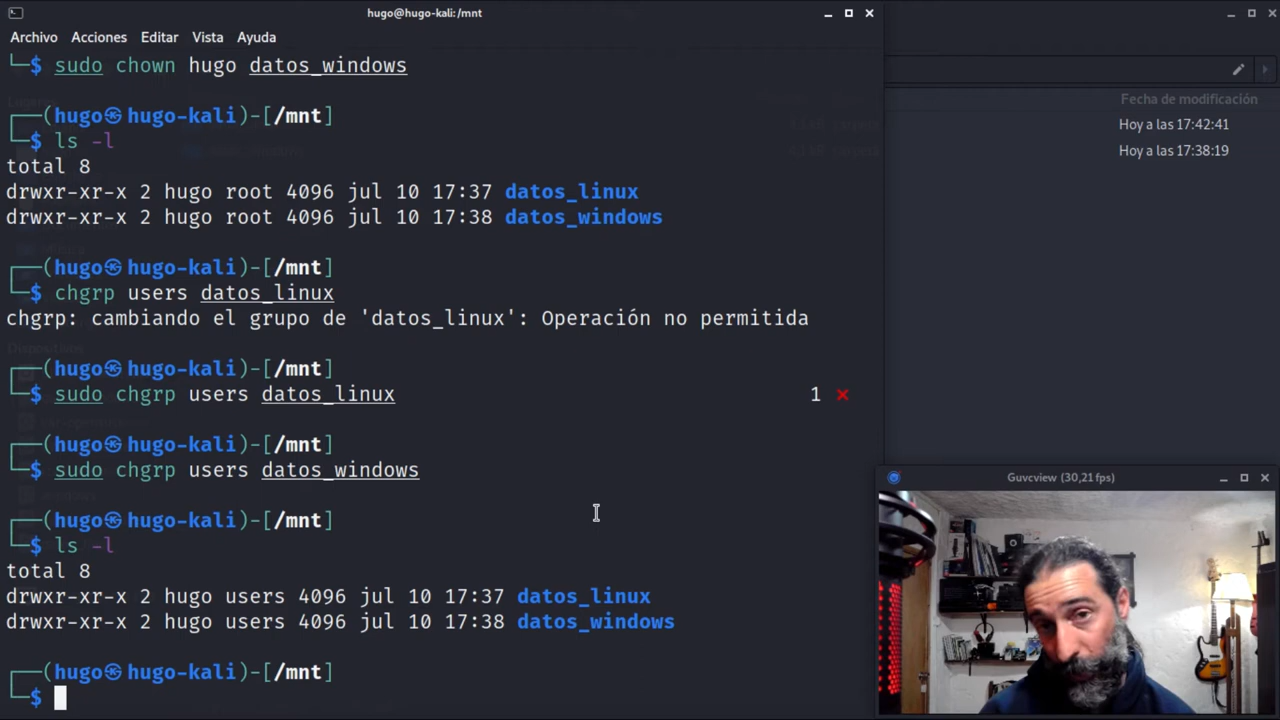 hugo@hugo-kali: /mnt
Archivo Acciones Editar Vista Ayuda
└─$ sudo chown hugo datos_windows
┌──(hugo㉿hugo-kali)-[/mnt]
└─$ ls -l
total 8
drwxr-xr-x 2 hugo root 4096 jul 10 17:37 datos_linux
drwxr-xr-x 2 hugo root 4096 jul 10 17:38 datos_windows
┌──(hugo㉿hugo-kali)-[/mnt]
└─$ chgrp users datos_linux
chgrp: cambiando el grupo de 'datos_linux': Operación no permitida
┌──(hugo㉿hugo-kali)-[/mnt]
└─$ sudo chgrp users datos_linux 1 ⨯
┌──(hugo㉿hugo-kali)-[/mnt]
└─$ sudo chgrp users datos_windows
┌──(hugo㉿hugo-kali)-[/mnt]
└─$ ls -l
total 8
drwxr-xr-x 2 hugo users 4096 jul 10 17:37 datos_linux
drwxr-xr-x 2 hugo users 4096 jul 10 17:38 datos_windows
┌──(hugo㉿hugo-kali)-[/mnt]
└─$
Fecha de modificación
Hoy a las 17:42:41
Hoy a las 17:38:19
Guvcview (30,21 fps)